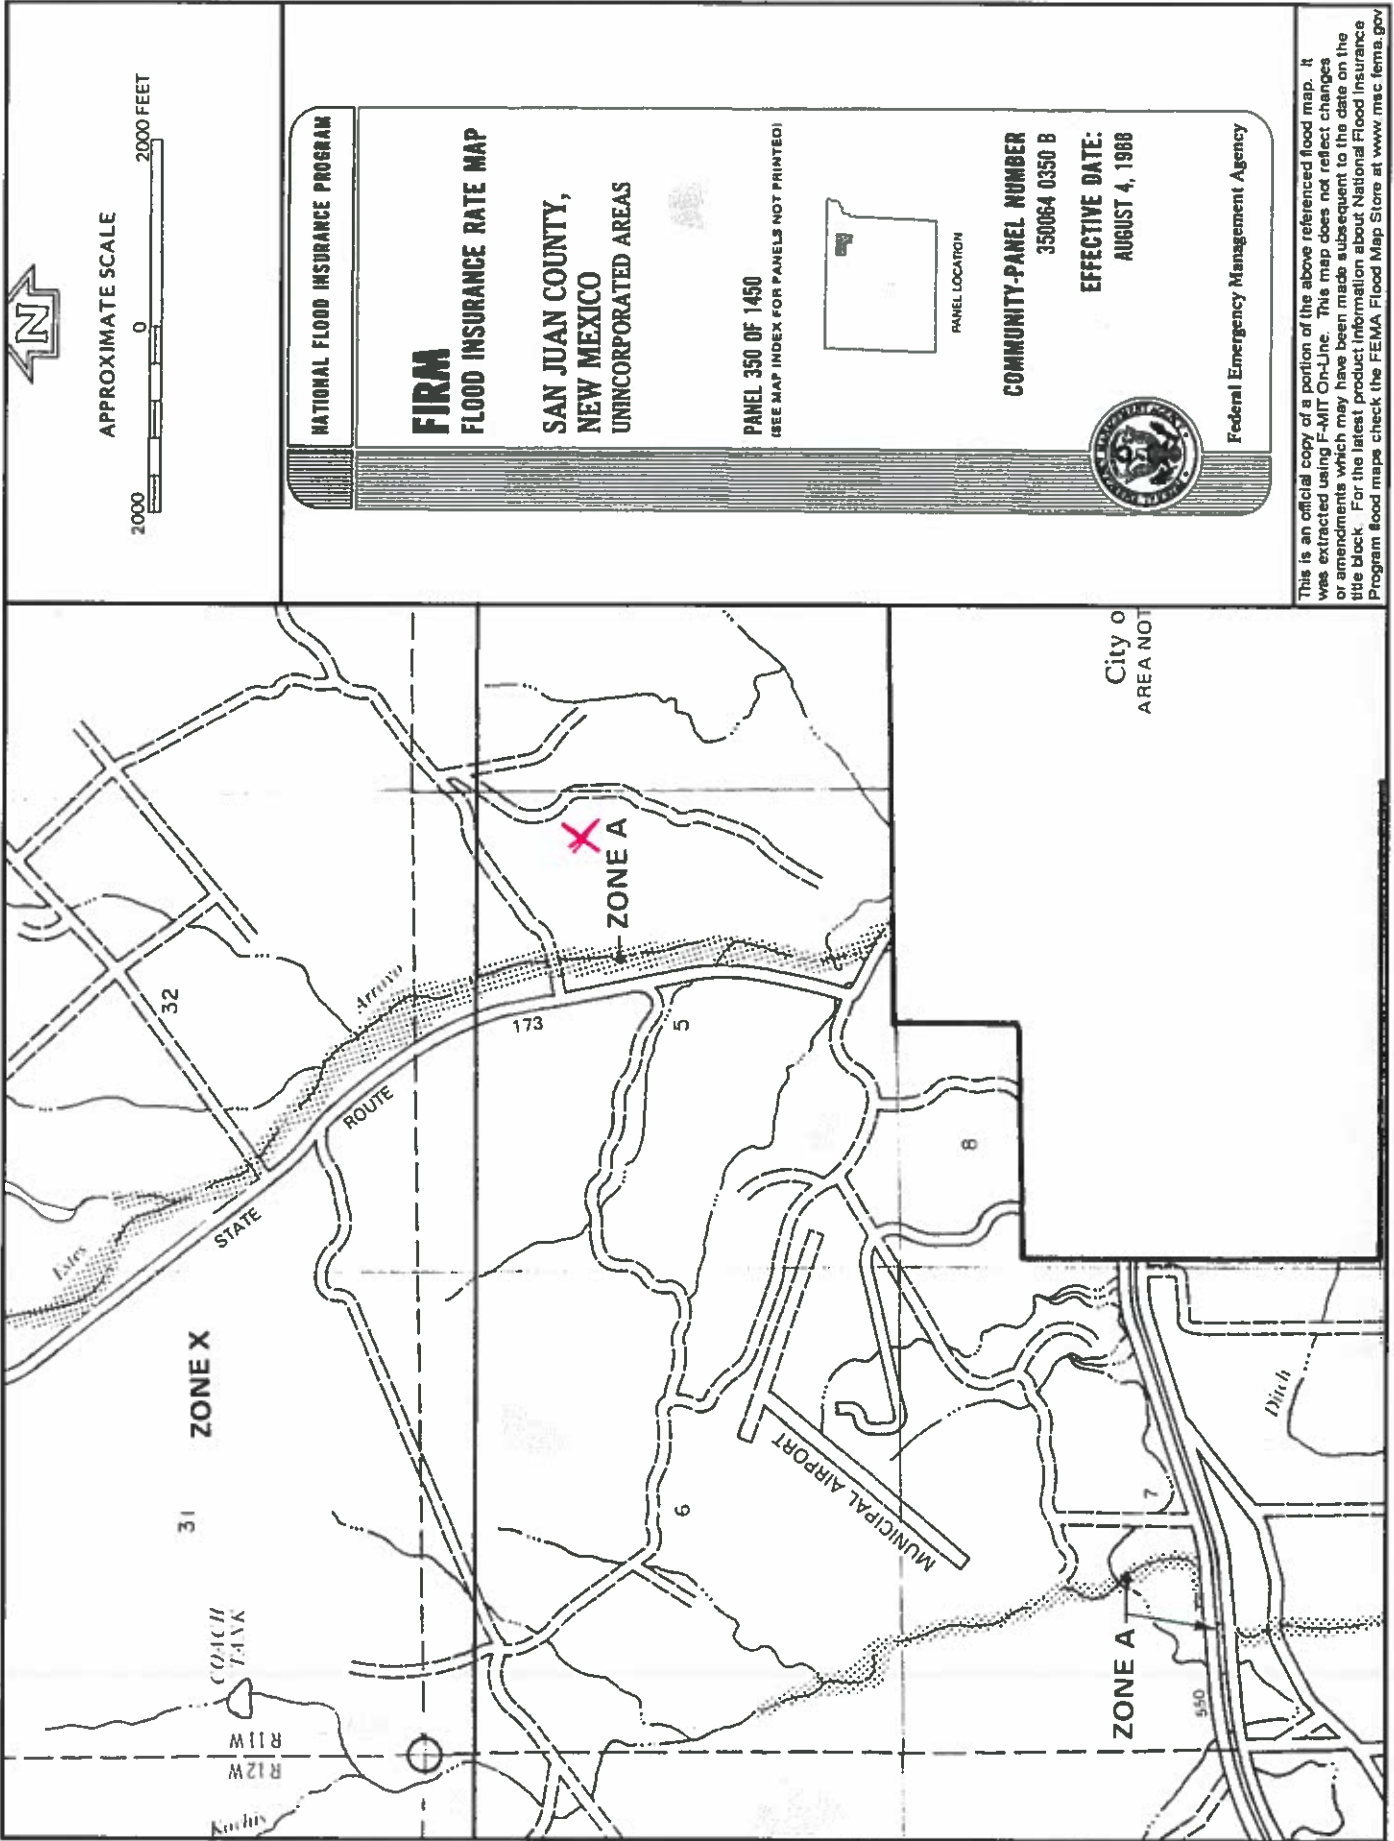 N
APPROXIMATE SCALE
2000 0 2000 FEET
NATIONAL FLOOD INSURANCE PROGRAM
FIRM
FLOOD INSURANCE RATE MAP
SAN JUAN COUNTY,
NEW MEXICO
UNINCORPORATED AREAS
PANEL 350 OF 1450
(SEE MAP INDEX FOR PANELS NOT PRINTED)
PANEL LOCATION
COMMUNITY-PANEL NUMBER
350064 0350 B
EFFECTIVE DATE:
AUGUST 4, 1988
Federal Emergency Management Agency
This is an official copy of a portion of the above referenced flood map. It
was extracted using F-MIT On-Line. This map does not reflect changes
or amendments which may have been made subsequent to the date on the
title block. For the latest product information about National Flood Insurance
Program flood maps check the FEMA Flood Map Store at www.msc.fema.gov
32
Arroyo
Estes
STATE
ROUTE
173
ZONE X
31
COACH
TANK
R12W
R11W
ZONE A
5
6
8
7
MUNICIPAL AIRPORT
ZONE A
550
Ditch
City o
AREA NOT